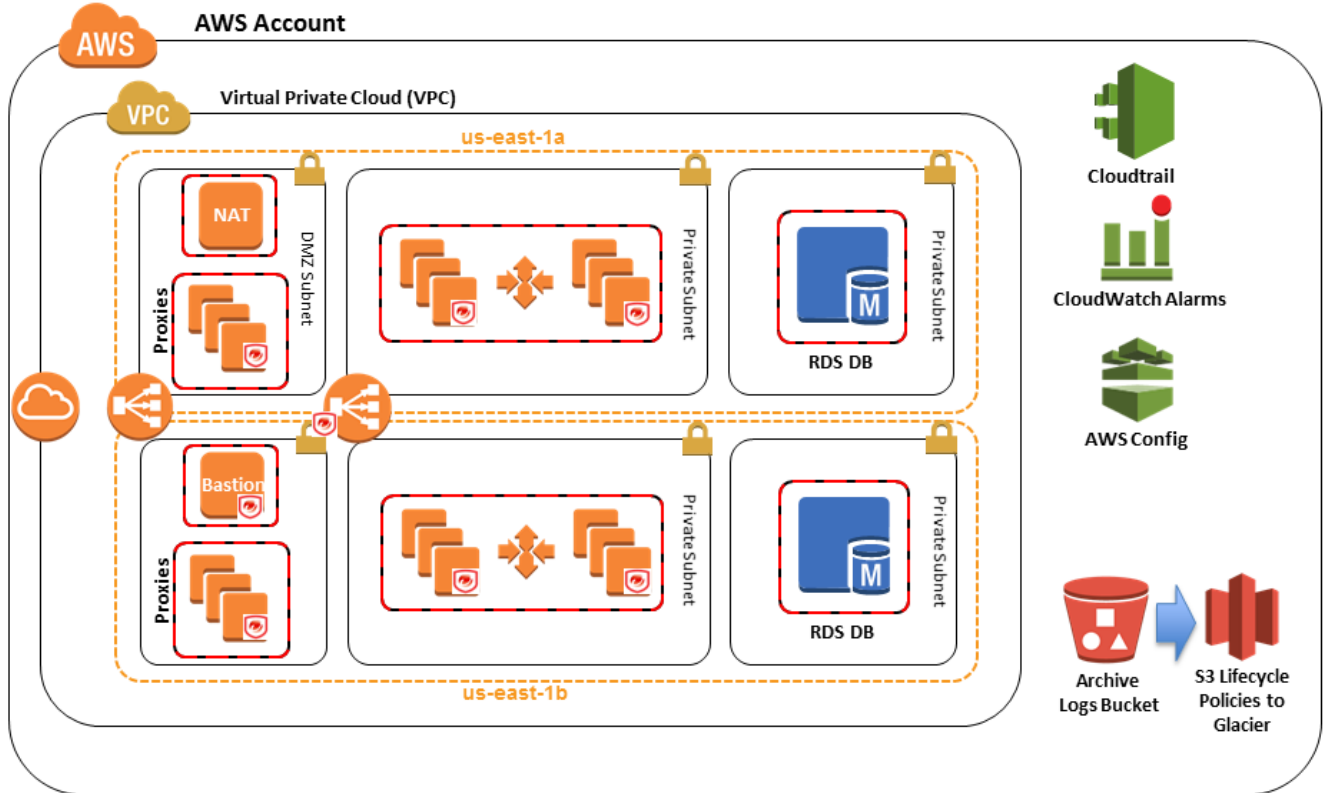 AWS Account
AWS
Virtual Private Cloud (VPC)
VPC
us-east-1a
NAT
DMZ Subnet
Proxies
Private Subnet
M
RDS DB
Private Subnet
Bastion
Proxies
Private Subnet
M
RDS DB
Private Subnet
us-east-1b
Cloudtrail
CloudWatch Alarms
AWS Config
Archive
Logs Bucket
S3 Lifecycle
Policies to
Glacier